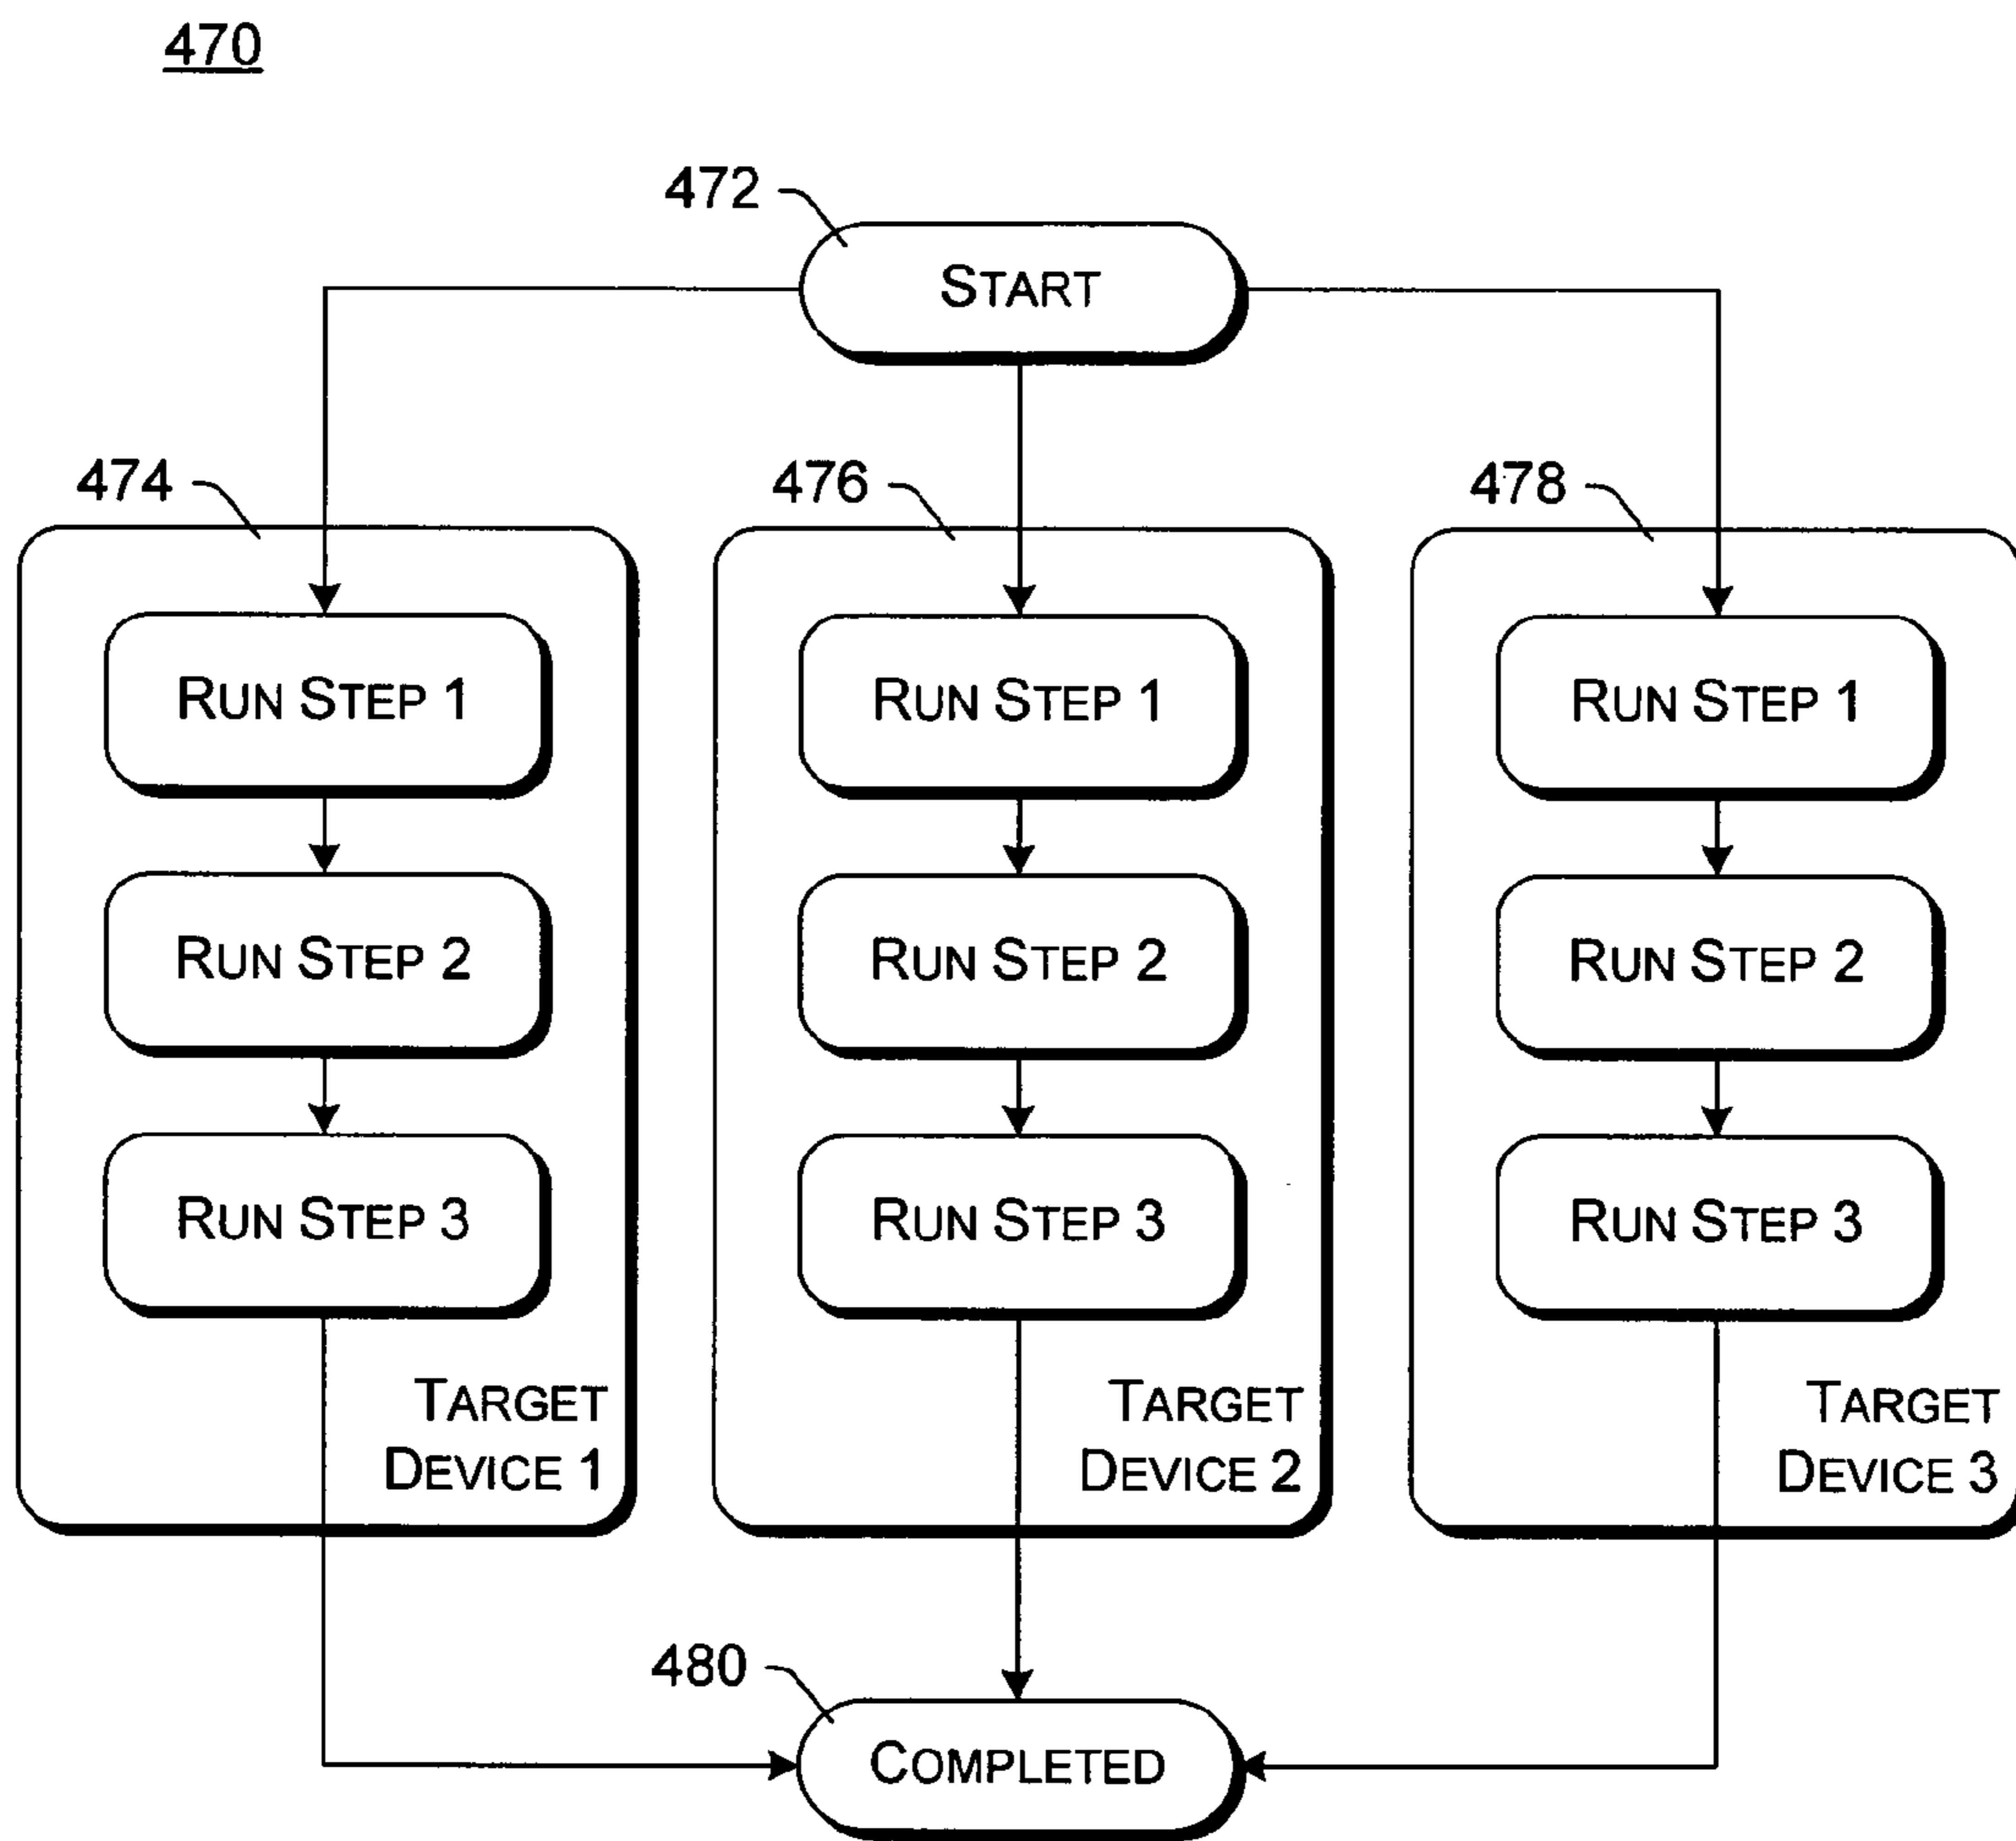 470
472
START
474
476
478
RUN STEP 1
RUN STEP 1
RUN STEP 1
RUN STEP 2
RUN STEP 2
RUN STEP 2
RUN STEP 3
RUN STEP 3
RUN STEP 3
TARGET
DEVICE 1
TARGET
DEVICE 2
TARGET
DEVICE 3
480
COMPLETED